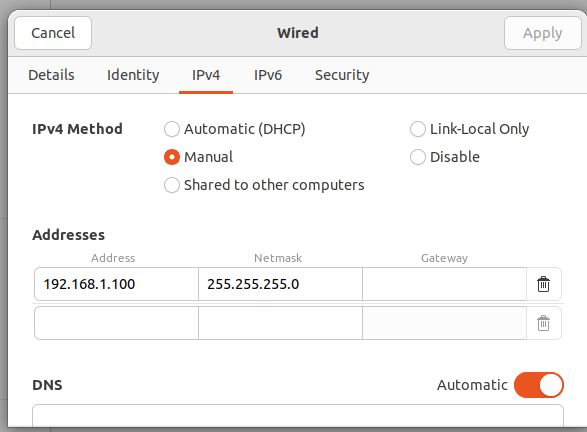 Cancel Wired Apply
Details Identity IPv4 IPv6 Security
IPv4 Method Automatic (DHCP) Link-Local Only
Manual Disable
Shared to other computers
Addresses
Address Netmask Gateway
192.168.1.100 255.255.255.0
DNS Automatic